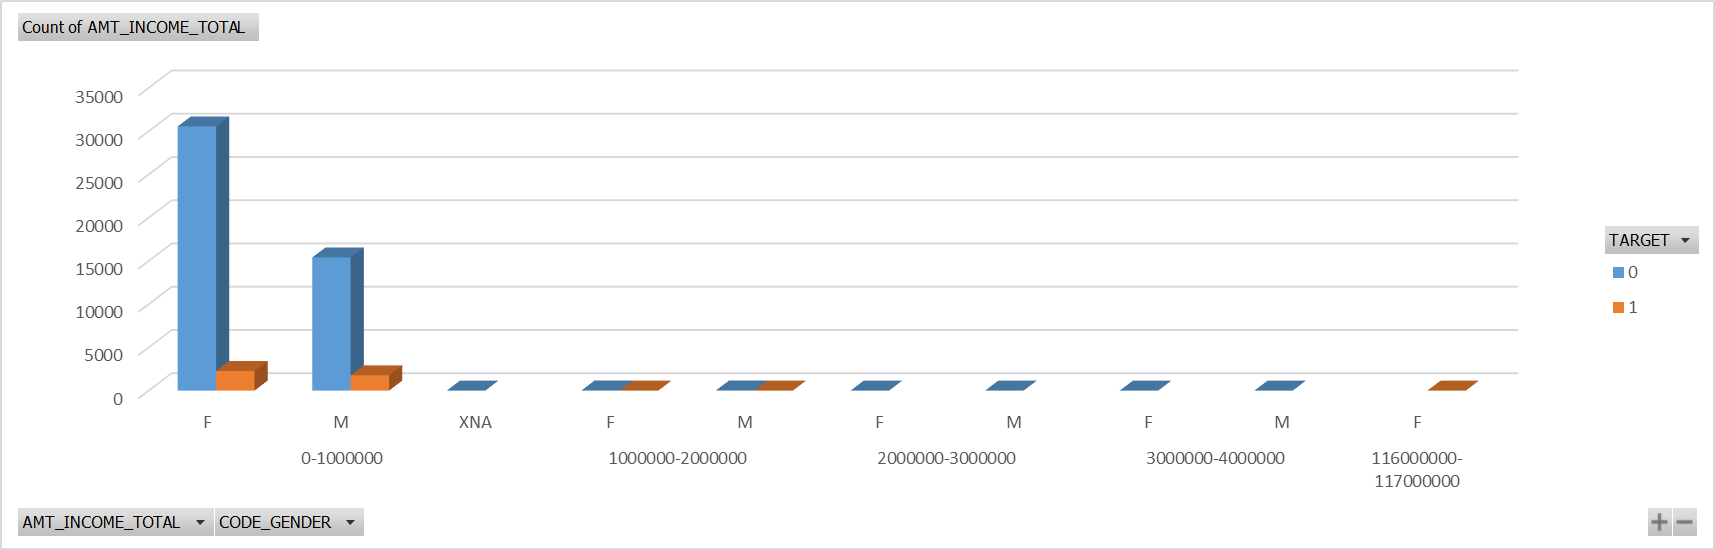 Count of AMT_INCOME_TOTAL
35000
30000
25000
20000
15000
10000
5000
0
F M XNA F M F M F M F
0-1000000 1000000-2000000 2000000-3000000 3000000-4000000 116000000-
117000000
TARGET
0
1
AMT_INCOME_TOTAL CODE_GENDER
+ −